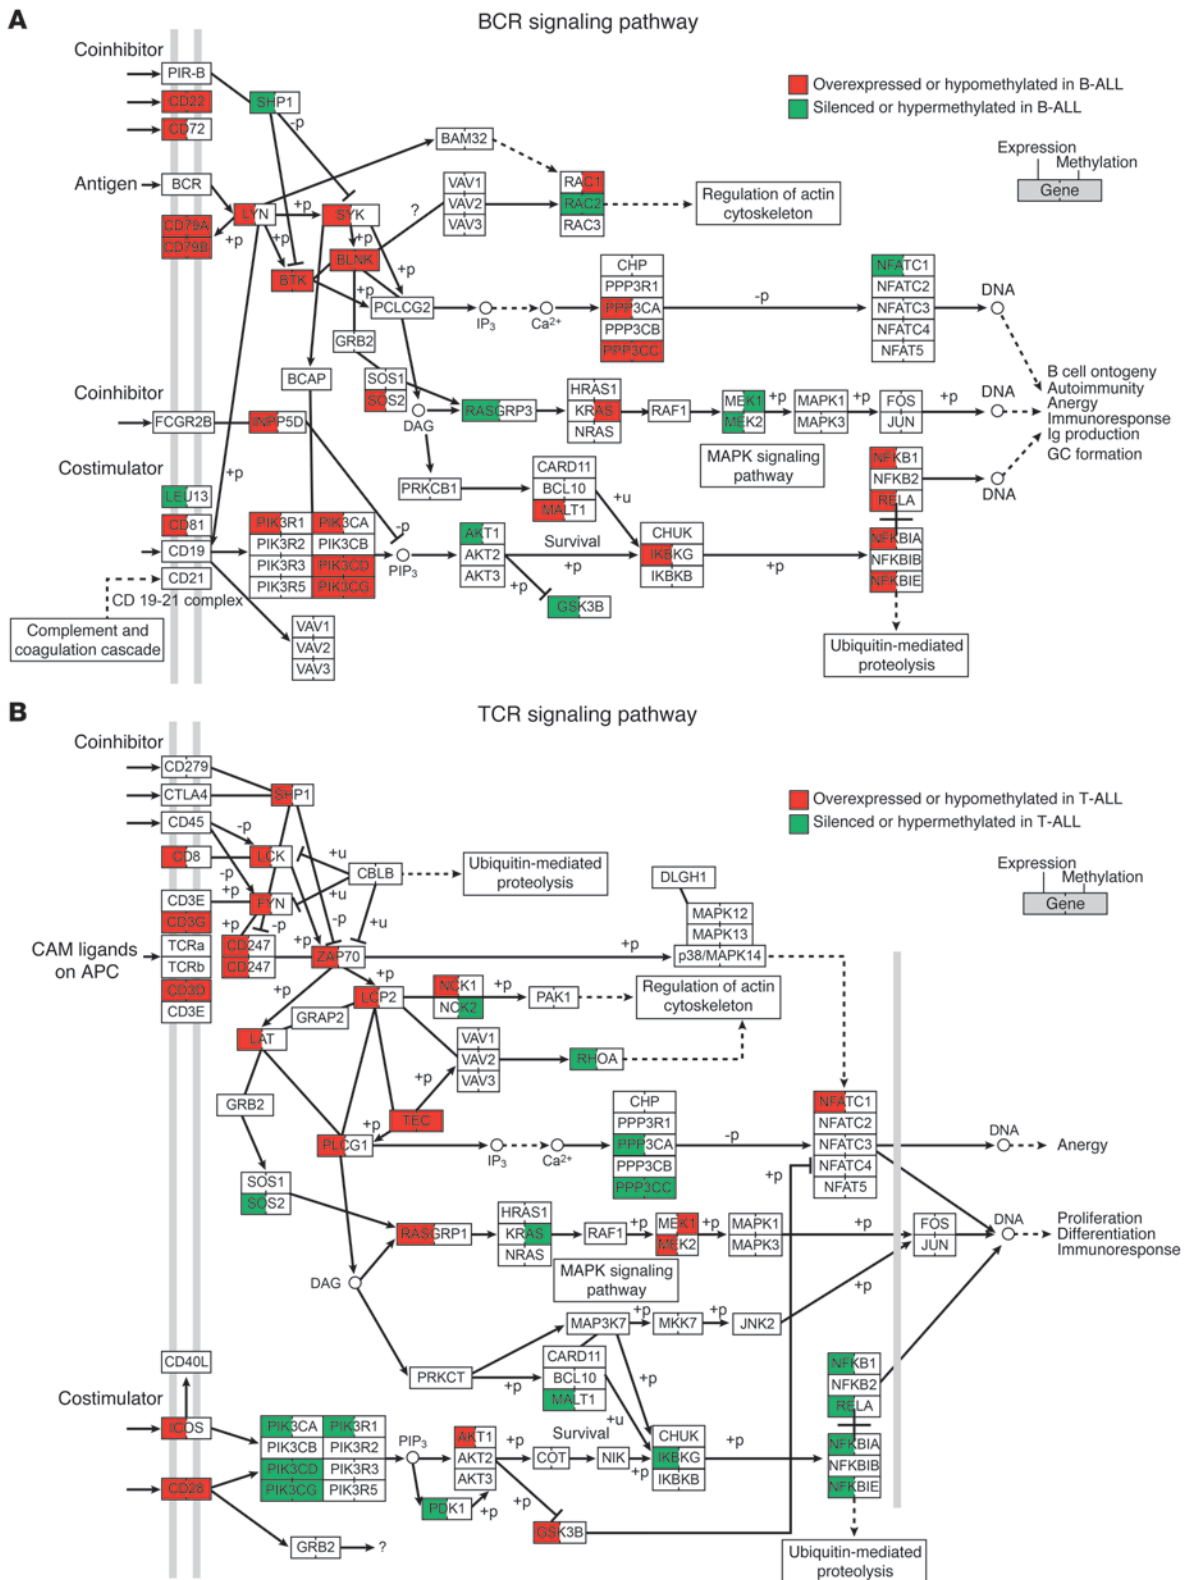 A
BCR signaling pathway
Coinhibitor
PIR-B
CD22
CD72
SHP1
-p
Overexpressed or hypomethylated in B-ALL
Silenced or hypermethylated in B-ALL
Expression
Methylation
Gene
BAM32
Antigen
BCR
CD79A
CD79B
+p
LYN
+p
+p
SYK
+p
BLNK
BTK
+p
+p
?
VAV1
VAV2
VAV3
RAC1
RAC2
RAC3
Regulation of actin
cytoskeleton
PCLCG2
IP3
Ca2+
CHP
PPP3R1
PPP3CA
PPP3CB
PPP3CC
-p
NFATC1
NFATC2
NFATC3
NFATC4
NFAT5
DNA
GRB2
BCAP
SOS1
SOS2
DAG
RASGRP3
HRAS1
KRAS
NRAS
RAF1
MEK1
MEK2
+p
MAPK1
MAPK3
+p
FOS
JUN
+p
DNA
B cell ontogeny
Autoimmunity
Anergy
Immunoresponse
Ig production
GC formation
MAPK signaling
pathway
Coinhibitor
FCGR2B
INPP5D
Costimulator
+p
LEU13
CD81
CD19
CD21
CD 19-21 complex
Complement and
coagulation cascade
PIK3R1
PIK3CA
PIK3R2
PIK3CB
PIK3R3
PIK3CD
PIK3R5
PIK3CG
-p
PIP3
VAV1
VAV2
VAV3
PRKCB1
CARD11
BCL10
MALT1
+u
AKT1
AKT2
AKT3
Survival
+p
+p
GSK3B
CHUK
IKBKG
IKBKB
+p
NFKB1
NFKB2
RELA
DNA
NFKBIA
NFKBIB
NFKBIE
Ubiquitin-mediated
proteolysis
B
TCR signaling pathway
Coinhibitor
CD279
CTLA4
CD45
SHP1
-p
Overexpressed or hypomethylated in T-ALL
Silenced or hypermethylated in T-ALL
Expression
Methylation
Gene
CD8
LCK
-p
+u
CBLB
Ubiquitin-mediated
proteolysis
+u
+u
CD3E
+p
FYN
CD3G
+p
-p
-p
+p
CAM ligands
on APC
TCRa
TCRb
CD3D
CD3E
CD247
CD247
ZAP70
+p
DLGH1
MAPK12
MAPK13
p38/MAPK14
+p
+p
LCP2
NCK1
NCK2
+p
PAK1
Regulation of actin
cytoskeleton
GRAP2
LAT
VAV1
VAV2
VAV3
RHOA
+p
GRB2
TEC
+p
PLCG1
IP3
Ca2+
CHP
PPP3R1
PPP3CA
PPP3CB
PPP3CC
-p
+p
NFATC1
NFATC2
NFATC3
NFATC4
NFAT5
DNA
Anergy
SOS1
SOS2
RASGRP1
HRAS1
KRAS
NRAS
RAF1
+p
MEK1
MEK2
+p
MAPK1
MAPK3
+p
FOS
JUN
DNA
Proliferation
Differentiation
Immunoresponse
MAPK signaling
pathway
DAG
+p
MAP3K7
+p
MKK7
+p
JNK2
PRKCT
+p
CARD11
BCL10
MALT1
+p
+u
CD40L
Costimulator
ICOS
CD28
PIK3CA
PIK3R1
PIK3CB
PIK3R2
PIK3CD
PIK3R3
PIK3CG
PIK3R5
PIP3
PDK1
+p
AKT1
AKT2
AKT3
+p
+p
COT
Survival
NIK
+p
CHUK
IKBKG
IKBKB
+p
GSK3B
NFKB1
NFKB2
RELA
NFKBIA
NFKBIB
NFKBIE
GRB2
?
Ubiquitin-mediated
proteolysis